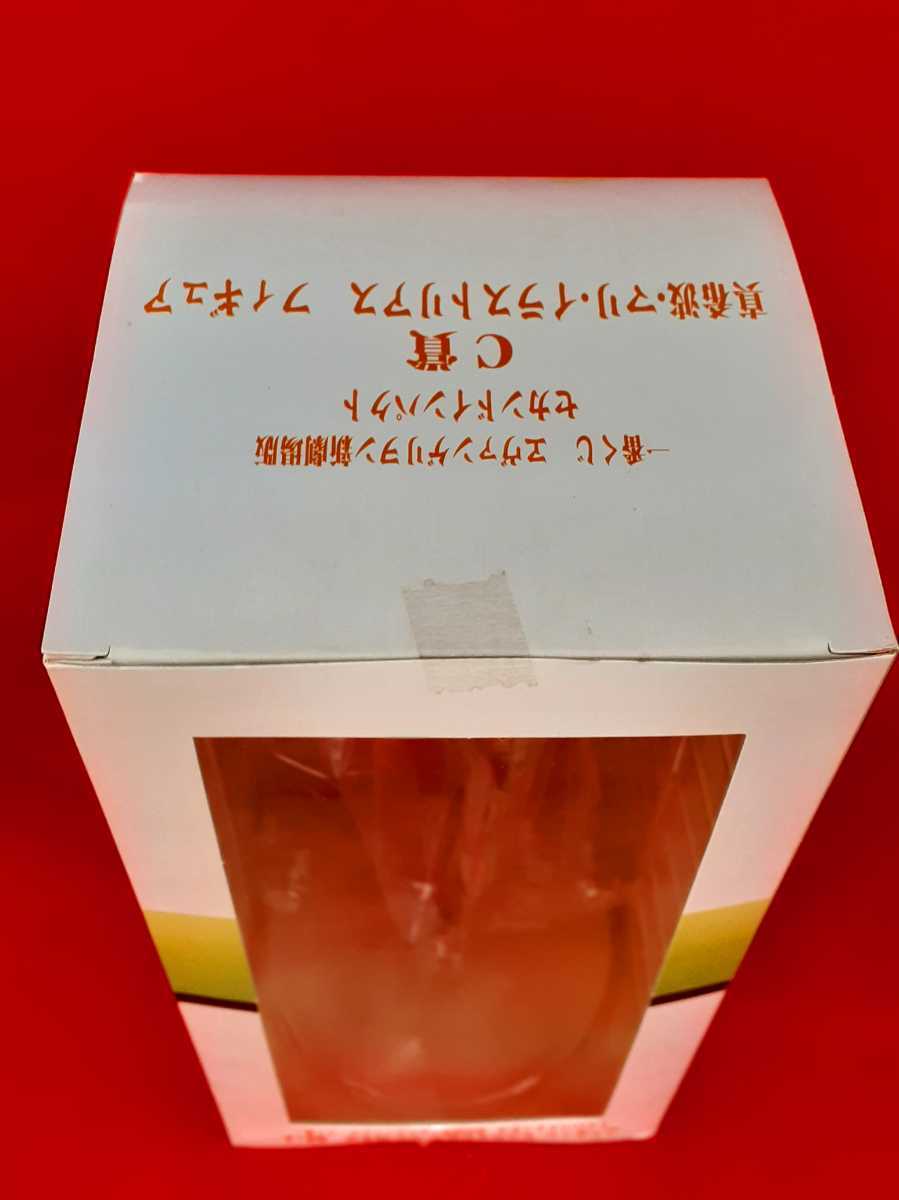 一番くじ ヱヴァンゲリヲン新劇場版
セカンドインパクト
C賞
真希波・マリ・イラストリアス フィギュア